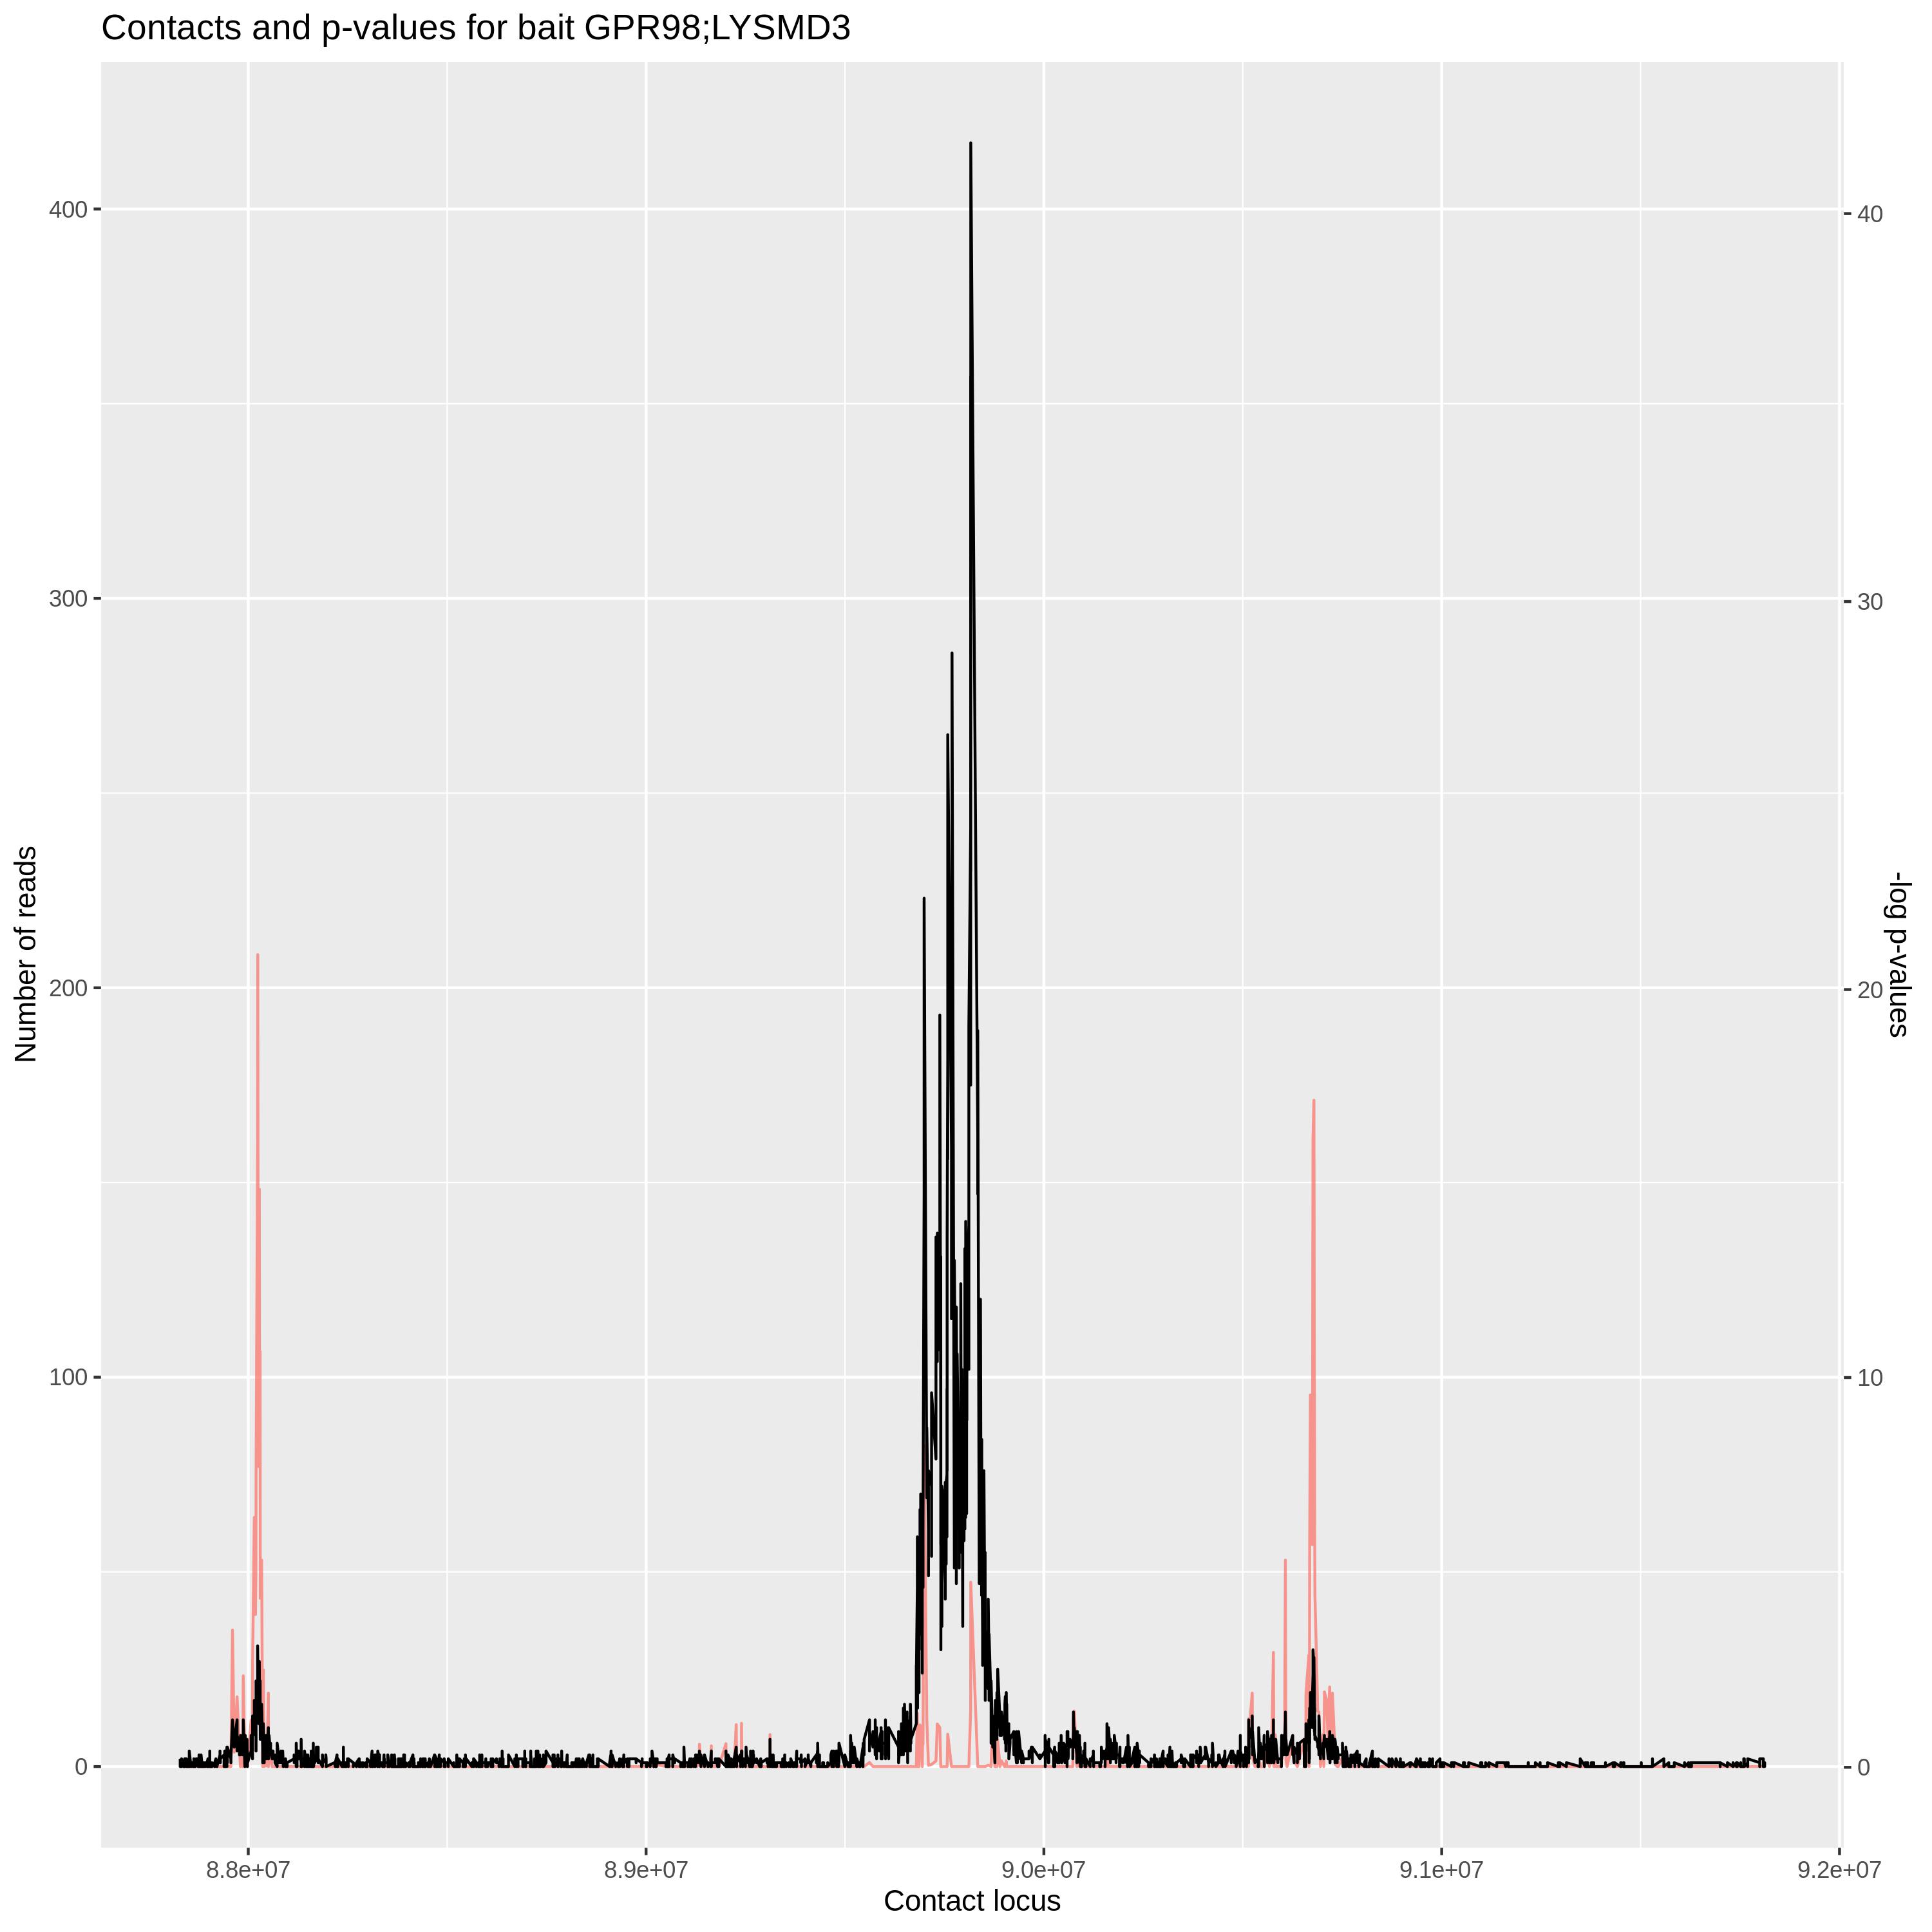 Contacts and p-values for bait GPR98;LYSMD3
Number of reads
400
300
200
100
0
40
30
20
10
0
-log p-values
8.8e+07 8.9e+07 9.0e+07 9.1e+07 9.2e+07
Contact locus